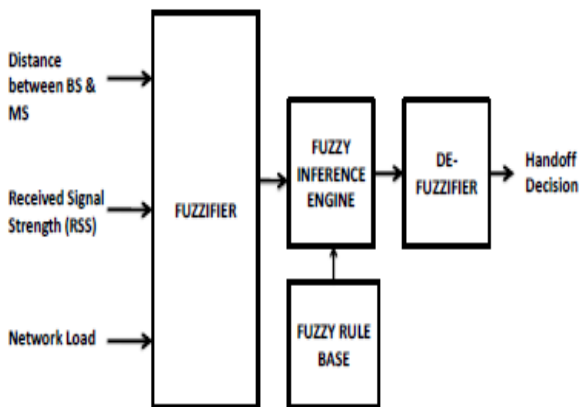 Distance
between BS &
MS
Received Signal
Strength (RSS)
Network Load
FUZZIFIER
FUZZY
INFERENCE
ENGINE
FUZZY RULE
BASE
DE-
FUZZIFIER
Handoff
Decision